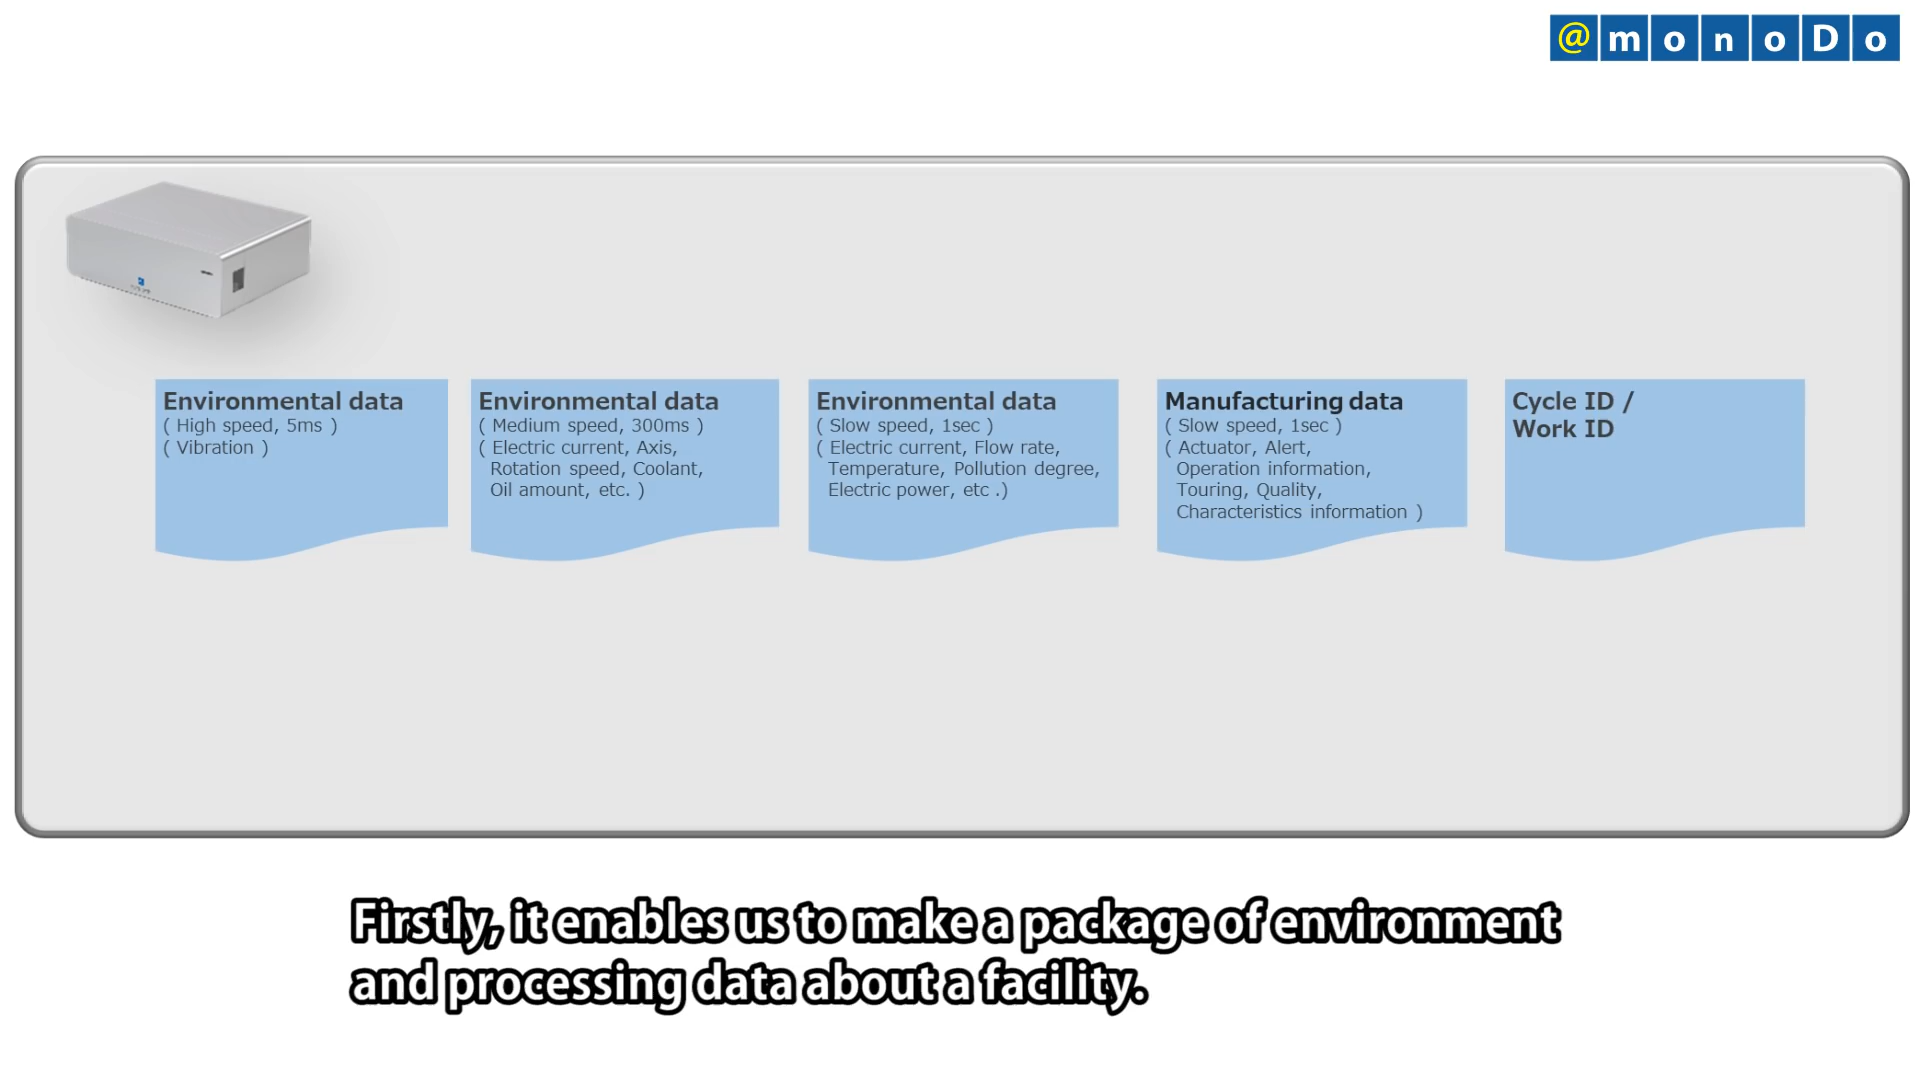 @monoDo
Environmental data
( High speed, 5ms )
( Vibration )
Environmental data
( Medium speed, 300ms )
( Electric current, Axis,
Rotation speed, Coolant,
Oil amount, etc. )
Environmental data
( Slow speed, 1sec )
( Electric current, Flow rate,
Temperature, Pollution degree,
Electric power, etc .)
Manufacturing data
( Slow speed, 1sec )
( Actuator, Alert,
Operation information,
Touring, Quality,
Characteristics information )
Cycle ID /
Work ID
Firstly, it enables us to make a package of environment
and processing data about a facility.